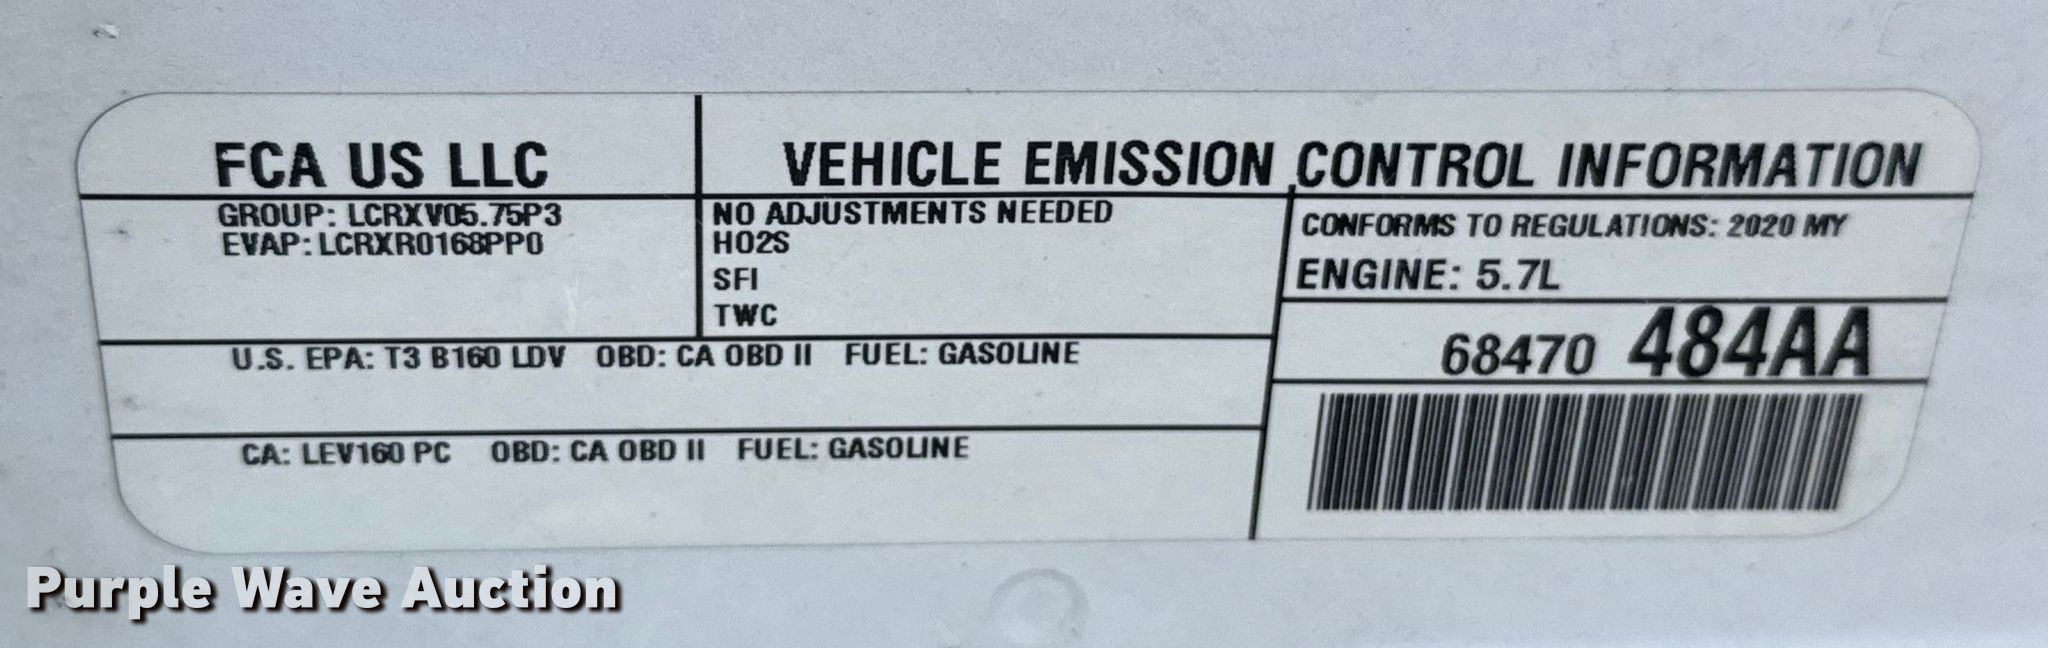 FCA US LLC
VEHICLE EMISSION CONTROL INFORMATION
GROUP: LCRXV05.75P3
EVAP: LCRXR0168PP0
NO ADJUSTMENTS NEEDED
HO2S
SFI
TWC
CONFORMS TO REGULATIONS: 2020 MY
ENGINE: 5.7L
68470 484AA
U.S. EPA: T3 B160 LDV OBD: CA OBD II FUEL: GASOLINE
CA: LEV160 PC OBD: CA OBD II FUEL: GASOLINE
Purple Wave Auction